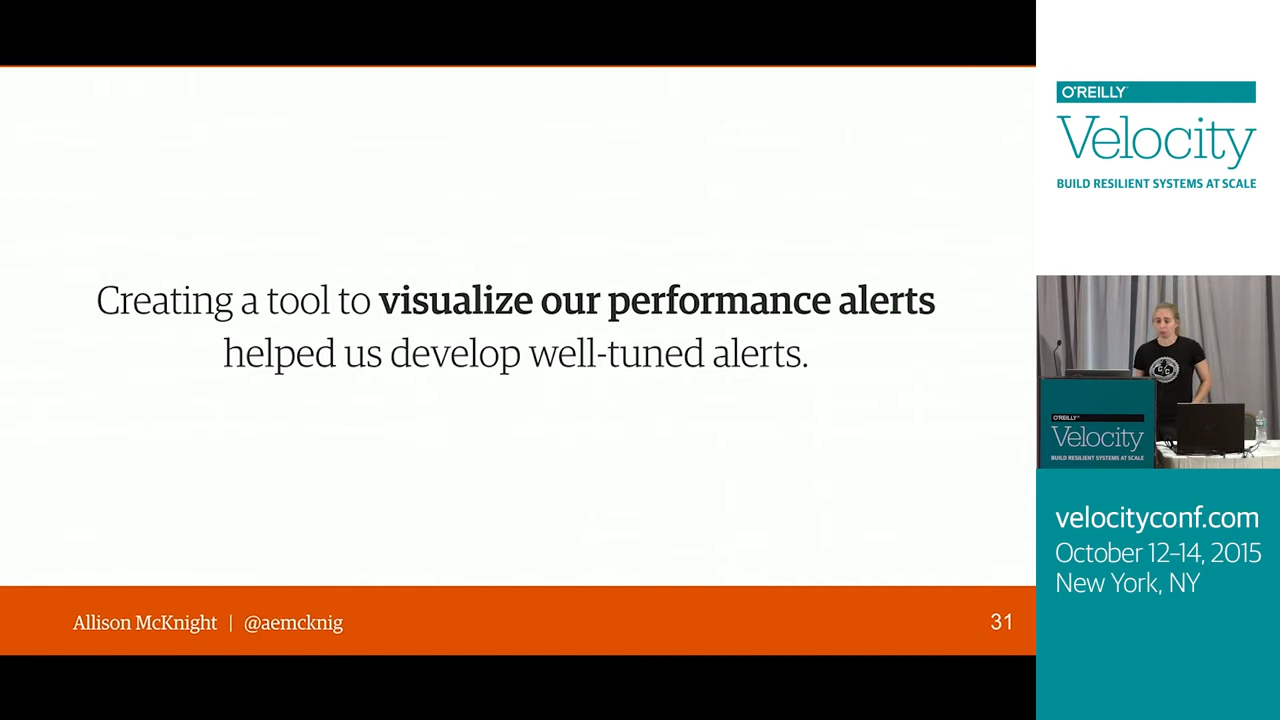 Creating a tool to visualize our performance alerts
helped us develop well-tuned alerts.
Allison McKnight | @aemcknig
31
O'REILLY
Velocity
BUILD RESILIENT SYSTEMS AT SCALE
O'REILLY
Velocity
BUILD RESILIENT SYSTEMS AT SCALE
velocityconf.com
October 12–14, 2015
New York, NY